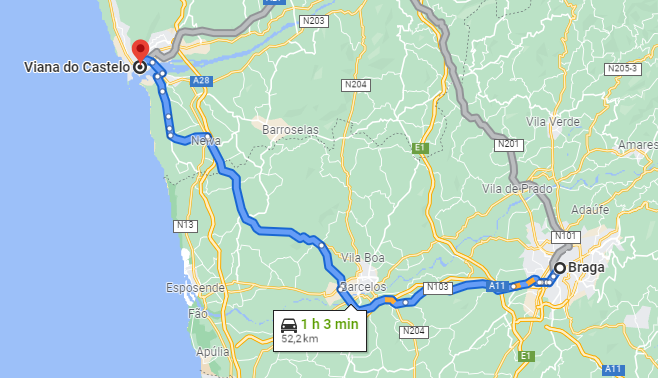 A27
N203
Viana do Castelo
A28
N204
N205-3
Barroselas
Vila Verde
Neiva
E1
N201
Amares
Vila de Prado
Adaúfe
N13
N101
Vila Boa
Braga
Esposende
Barcelos
N103
A11
Fão
1 h 3 min
52,2 km
N204
Apúlia
E1
A11